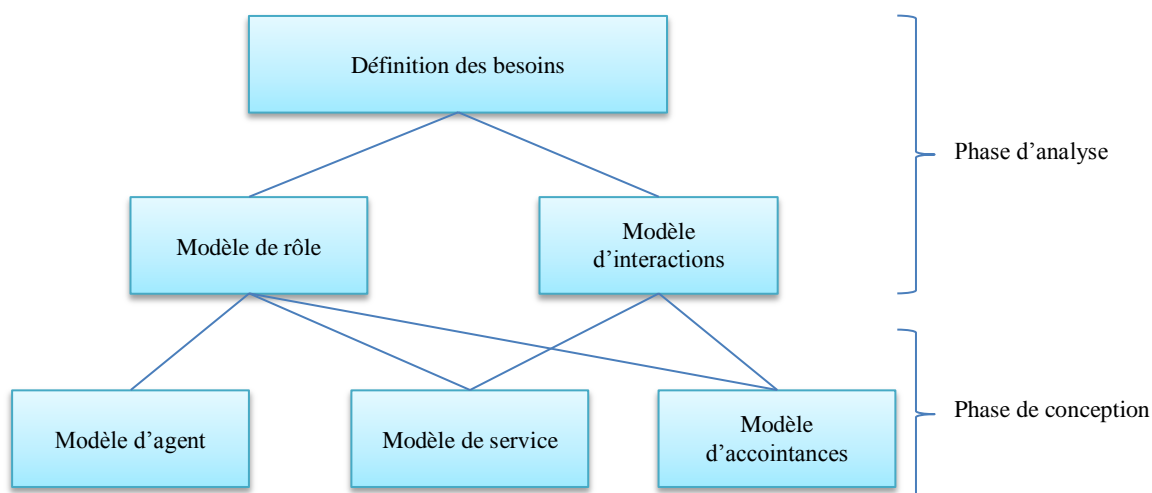 Définition des besoins
Phase d’analyse
Modèle de rôle
Modèle
d’interactions
Modèle d’agent
Modèle de service
Modèle
d’accointances
Phase de conception